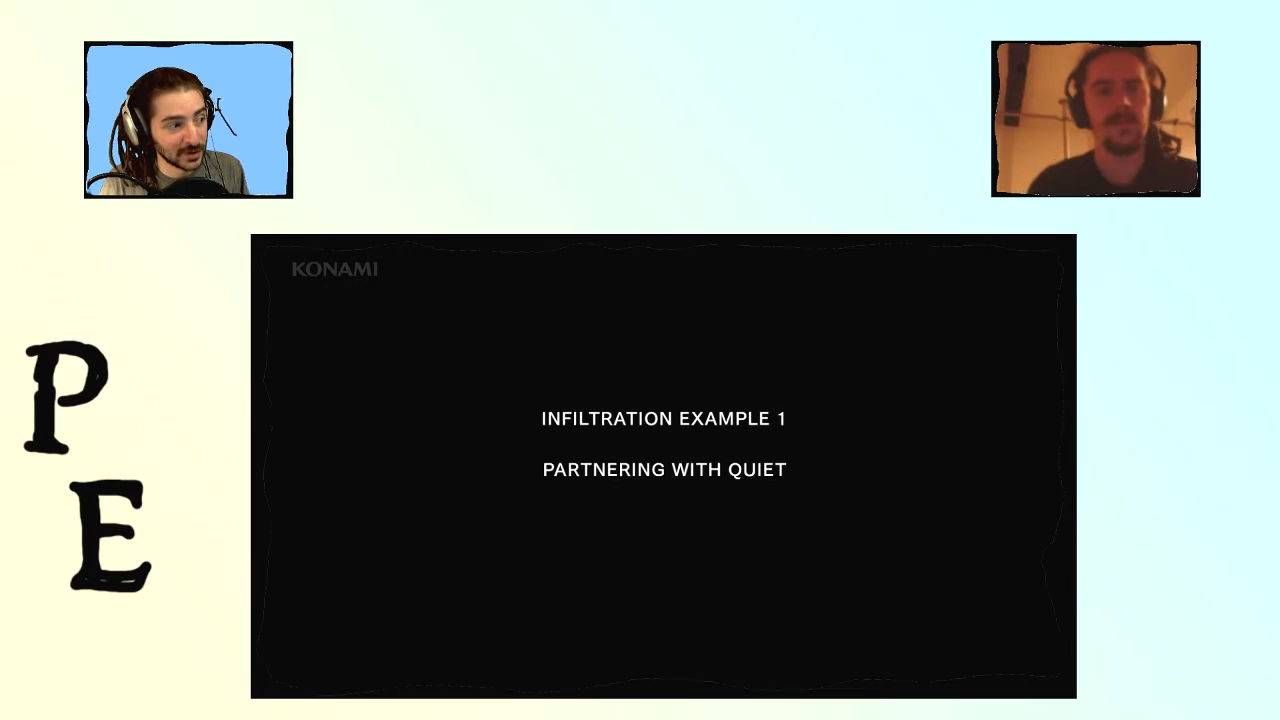 KONAMI
INFILTRATION EXAMPLE 1
PARTNERING WITH QUIET
P
E